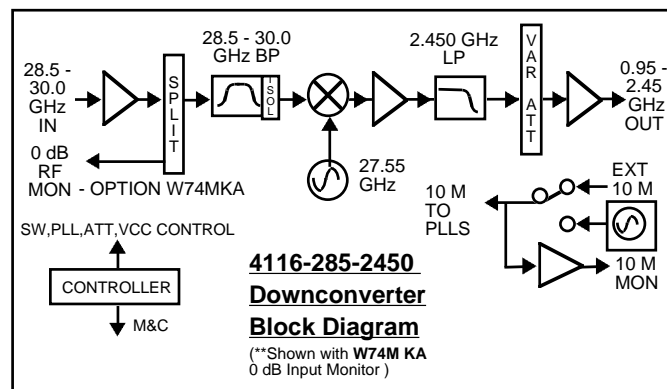 28.5 -
30.0
GHz
IN
SPLIT
28.5 - 30.0
GHz BP
ISOL
2.450 GHz
LP
VAR ATT
0.95 -
2.45
GHz
OUT
0 dB
RF
MON - OPTION W74MKA
27.55
GHz
10 M
TO
PLLS
EXT
10 M
10 M
MON
SW,PLL,ATT,VCC CONTROL
CONTROLLER
M&C
4116-285-2450
Downconverter
Block Diagram
(**Shown with W74M KA
0 dB Input Monitor )